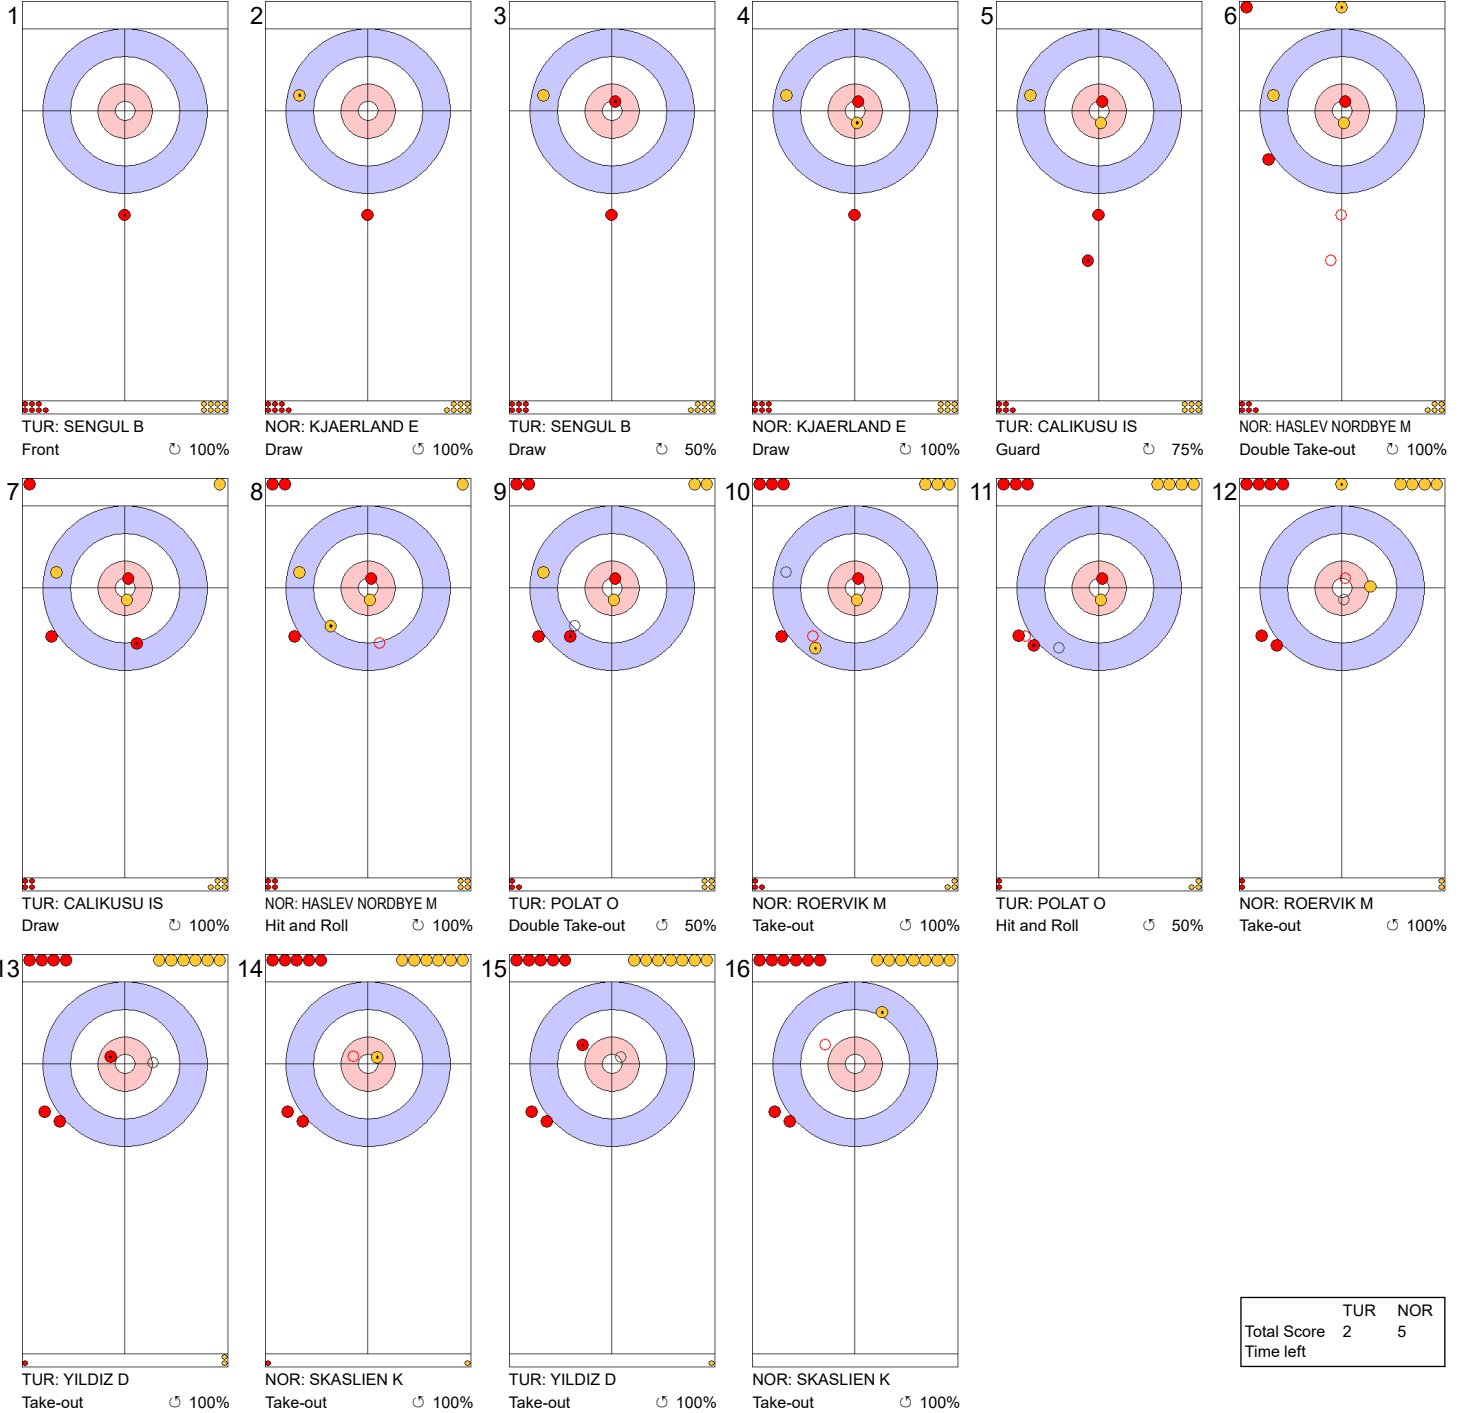 1 2 3 4 5 6
TUR: SENGUL B NOR: KJAERLAND E TUR: SENGUL B NOR: KJAERLAND E TUR: CALIKUSU IS NOR: HASLEV NORDBYE M
Front ↻ 100% Draw ↺ 100% Draw ↻ 50% Draw ↻ 100% Guard ↻ 75% Double Take-out ↻ 100%
7 8 9 10 11 12
TUR: CALIKUSU IS NOR: HASLEV NORDBYE M TUR: POLAT O NOR: ROERVIK M TUR: POLAT O NOR: ROERVIK M
Draw ↻ 100% Hit and Roll ↻ 100% Double Take-out ↺ 50% Take-out ↺ 100% Hit and Roll ↺ 50% Take-out ↺ 100%
13 14 15 16
TUR: YILDIZ D NOR: SKASLIEN K TUR: YILDIZ D NOR: SKASLIEN K
Take-out ↺ 100% Take-out ↺ 100% Take-out ↺ 100% Take-out ↺ 100%
TUR NOR
Total Score 2 5
Time left